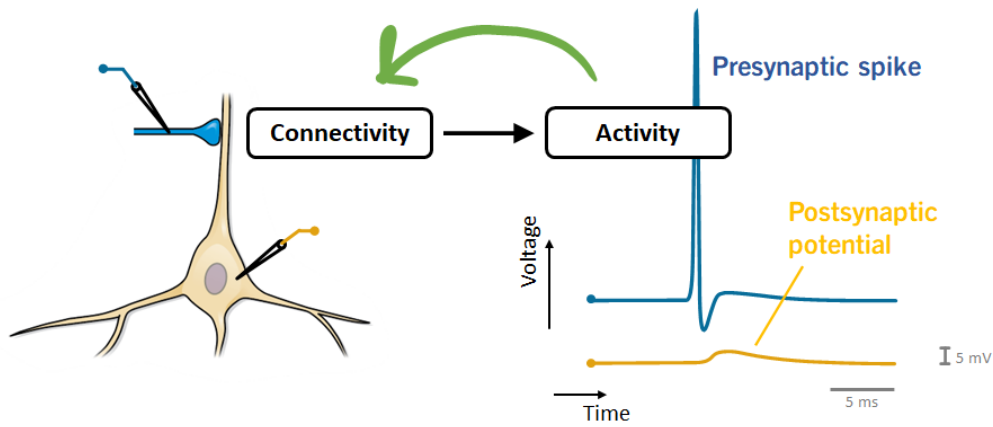 Presynaptic spike
Connectivity
Activity
Postsynaptic
potential
Voltage
5 mV
5 ms
Time